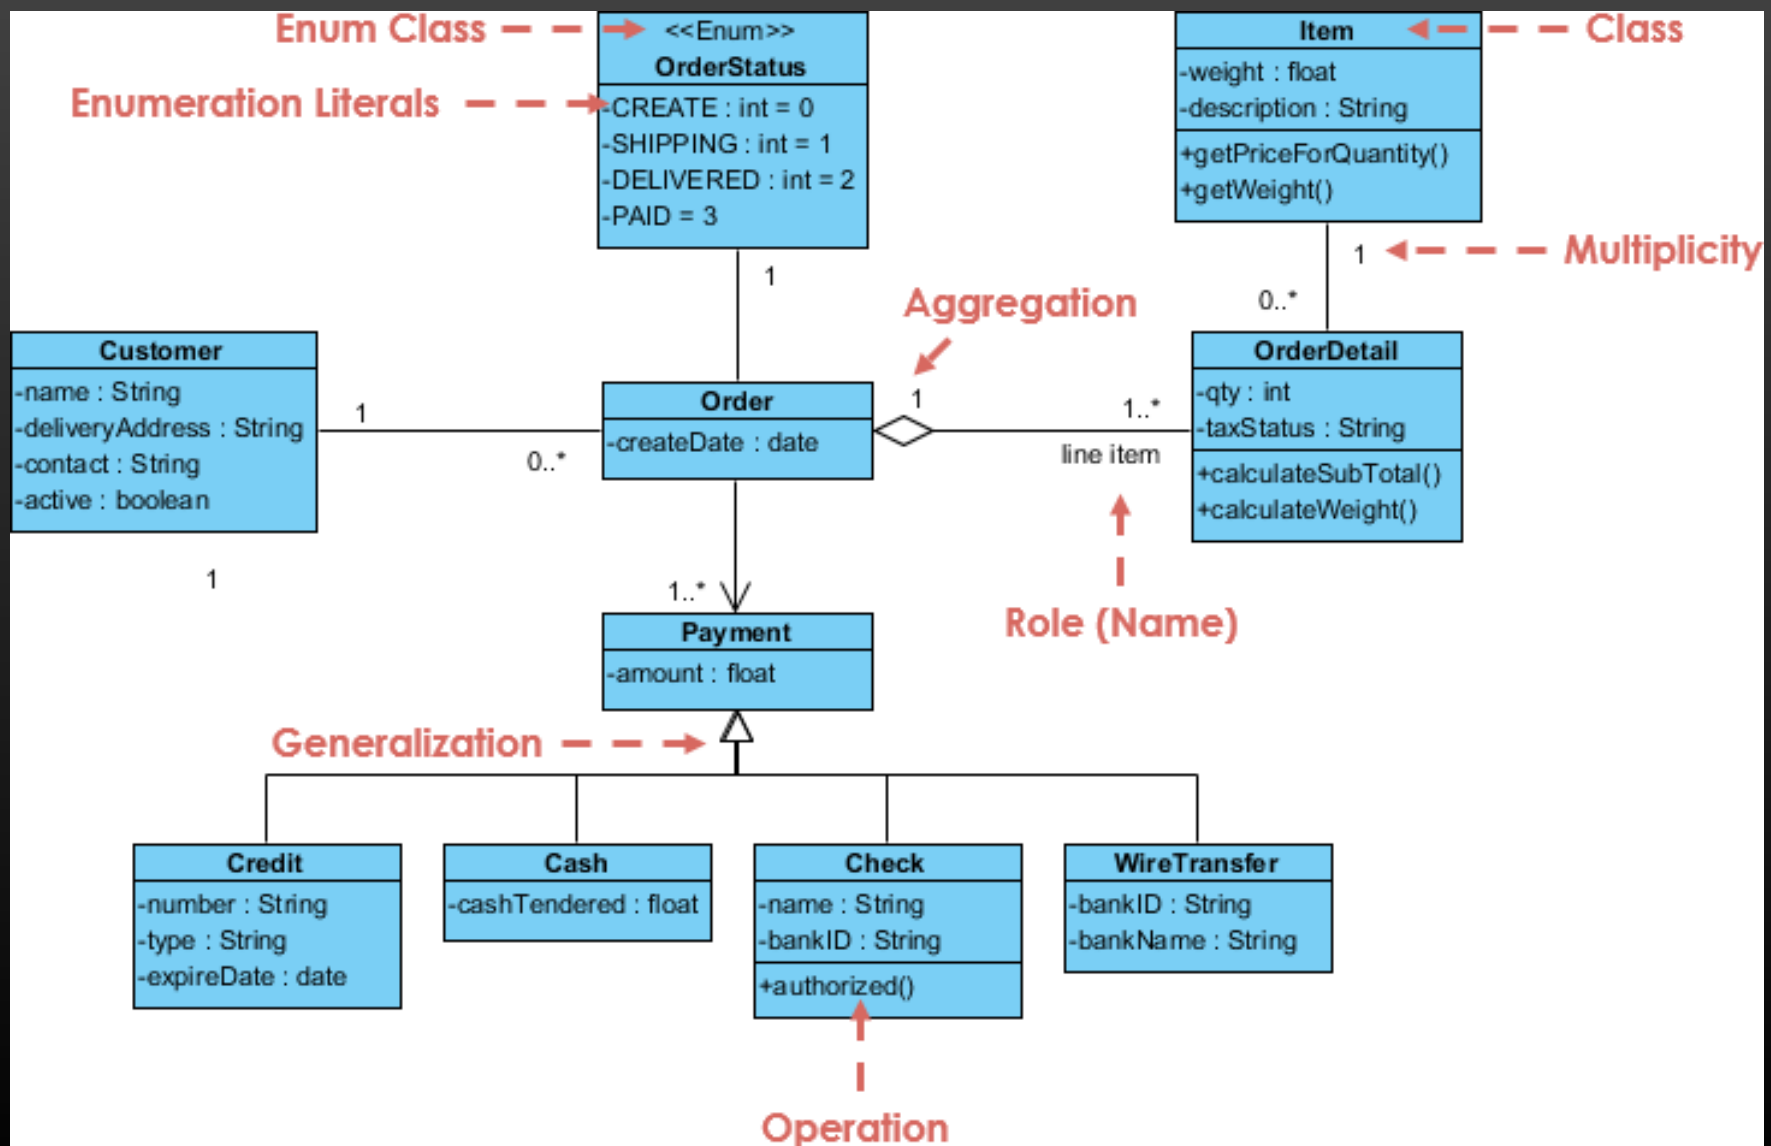 Enum Class
<<Enum>>
OrderStatus
Enumeration Literals
-CREATE : int = 0
-SHIPPING : int = 1
-DELIVERED : int = 2
-PAID = 3
1
Item
Class
-weight : float
-description : String
+getPriceForQuantity()
+getWeight()
1
Multiplicity
0..*
Aggregation
Customer
-name : String
-deliveryAddress : String
-contact : String
-active : boolean
1
0..*
1
Order
-createDate : date
1
1..*
line item
OrderDetail
-qty : int
-taxStatus : String
+calculateSubTotal()
+calculateWeight()
Role (Name)
1..*
Payment
-amount : float
Generalization
Credit
-number : String
-type : String
-expireDate : date
Cash
-cashTendered : float
Check
-name : String
-bankID : String
+authorized()
WireTransfer
-bankID : String
-bankName : String
Operation